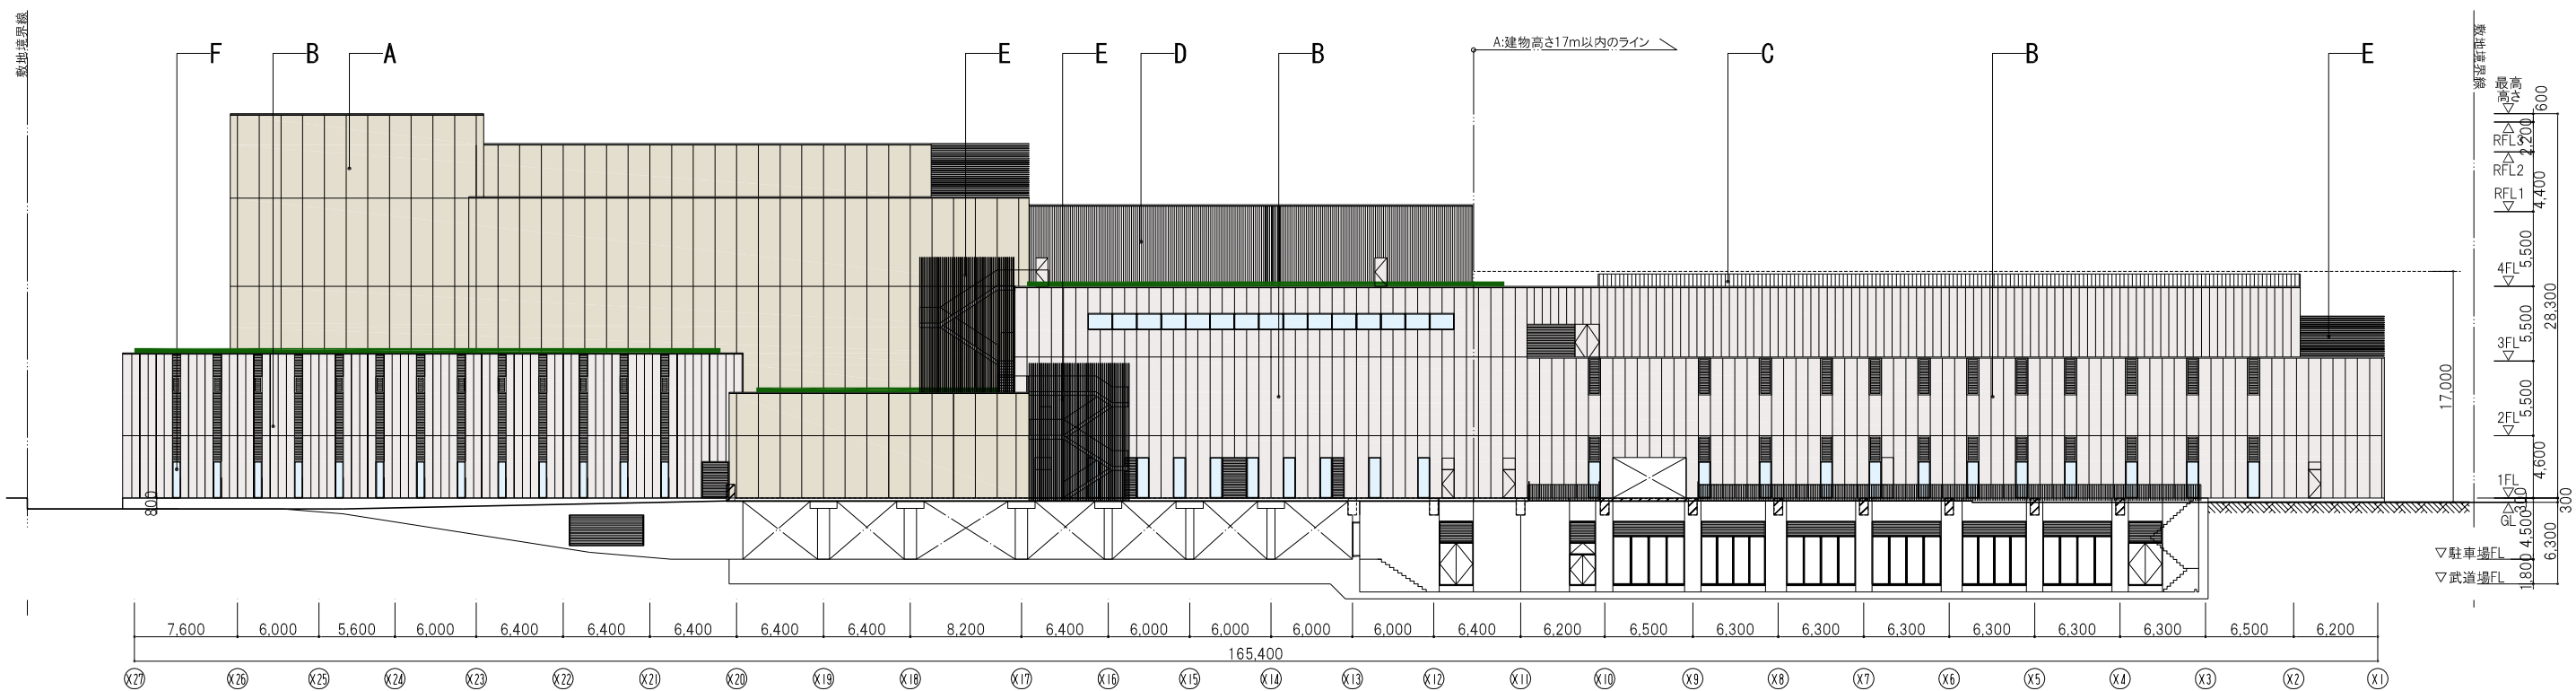 敷地境界線
F
B
A
E
E
D
B
A:建物高さ17m以内のライン
C
B
E
敷地境界線
最高
高さ
RFL3
RFL2
RFL1
4FL
3FL
2FL
1FL
GL
▽駐車場FL
▽武道場FL
600
2,200
4,400
5,500
5,500
5,500
4,600
300
4,500
1,800
28,300
300
6,300
17,000
800
7,600
6,000
5,600
6,000
6,400
6,400
6,400
6,400
6,400
8,200
6,400
6,000
6,000
6,000
6,000
6,400
6,200
6,500
6,300
6,300
6,300
6,300
6,300
6,300
6,500
6,200
165,400
X27
X26
X25
X24
X23
X22
X21
X20
X19
X18
X17
X16
X15
X14
X13
X12
X11
X10
X9
X8
X7
X6
X5
X4
X3
X2
X1